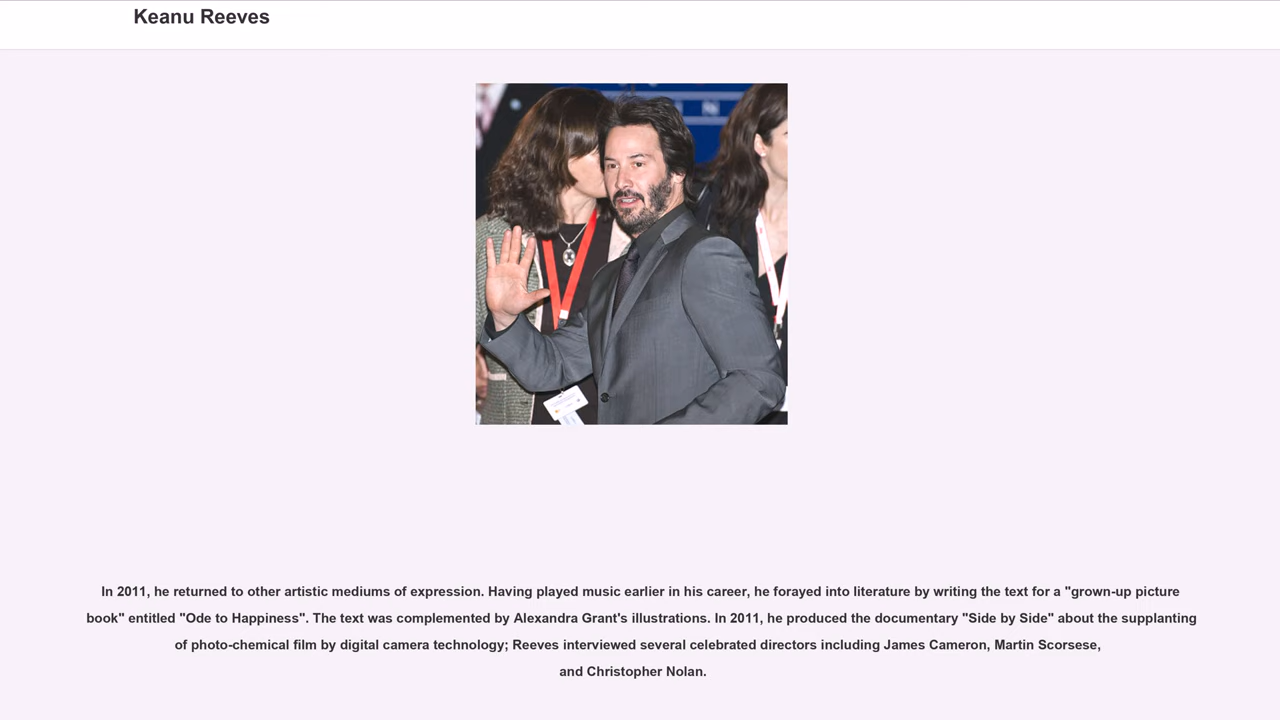 Keanu Reeves
In 2011, he returned to other artistic mediums of expression. Having played music earlier in his career, he forayed into literature by writing the text for a "grown-up picture
book" entitled "Ode to Happiness". The text was complemented by Alexandra Grant's illustrations. In 2011, he produced the documentary "Side by Side" about the supplanting
of photo-chemical film by digital camera technology; Reeves interviewed several celebrated directors including James Cameron, Martin Scorsese,
and Christopher Nolan.